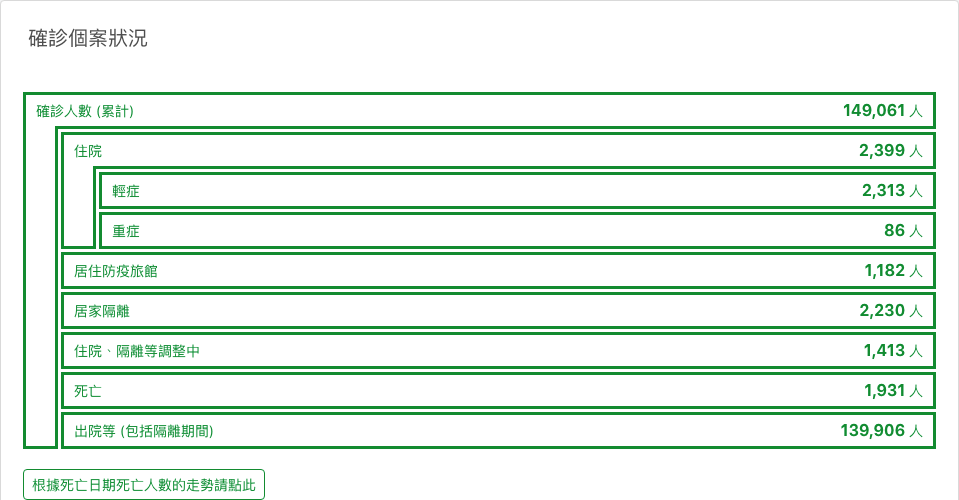 確診個案狀況
確診人數 (累計) 149,061 人
住院 2,399 人
輕症 2,313 人
重症 86 人
居住防疫旅館 1,182 人
居家隔離 2,230 人
住院、隔離等調整中 1,413 人
死亡 1,931 人
出院等 (包括隔離期間) 139,906 人
根據死亡日期死亡人數的走勢請點此